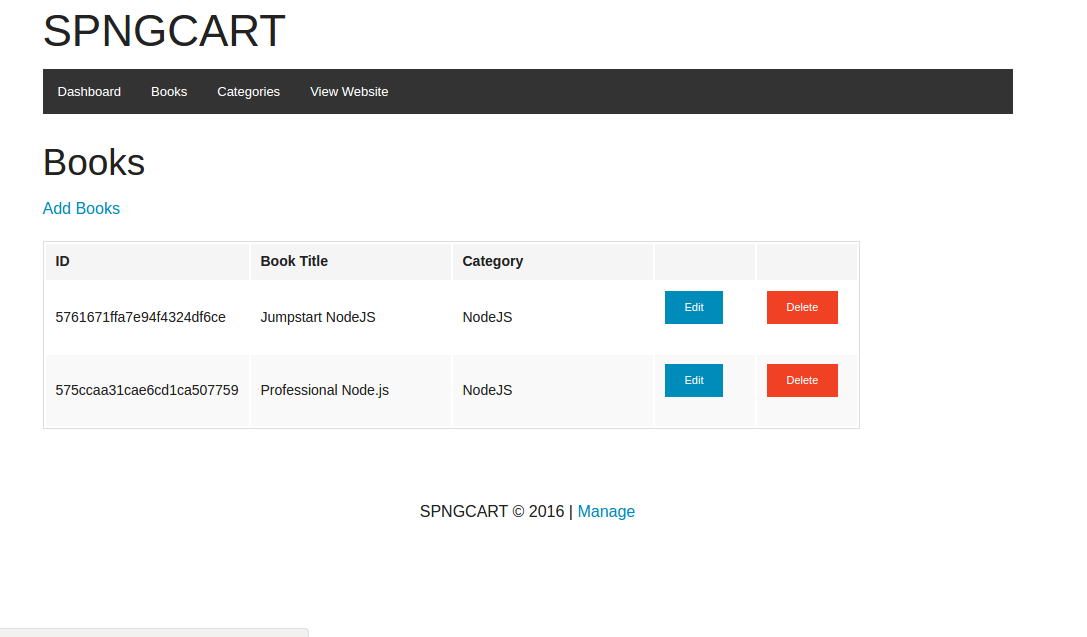 SPNGCART
Dashboard Books Categories View Website
Books
Add Books
ID Book Title Category
5761671ffa7e94f4324df6ce Jumpstart NodeJS NodeJS Edit Delete
575ccaa31cae6cd1ca507759 Professional Node.js NodeJS Edit Delete
SPNGCART © 2016 | Manage